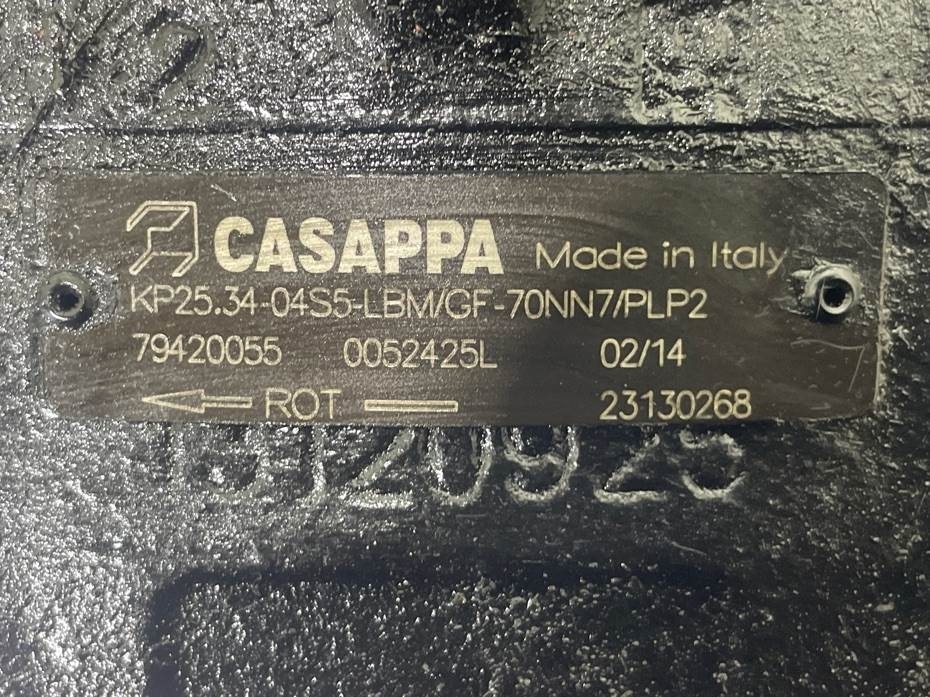 CASAPPA Made in Italy
KP25.34-04S5-LBM/GF-70NN7/PLP2
79420055 0052425L 02/14
ROT 23130268